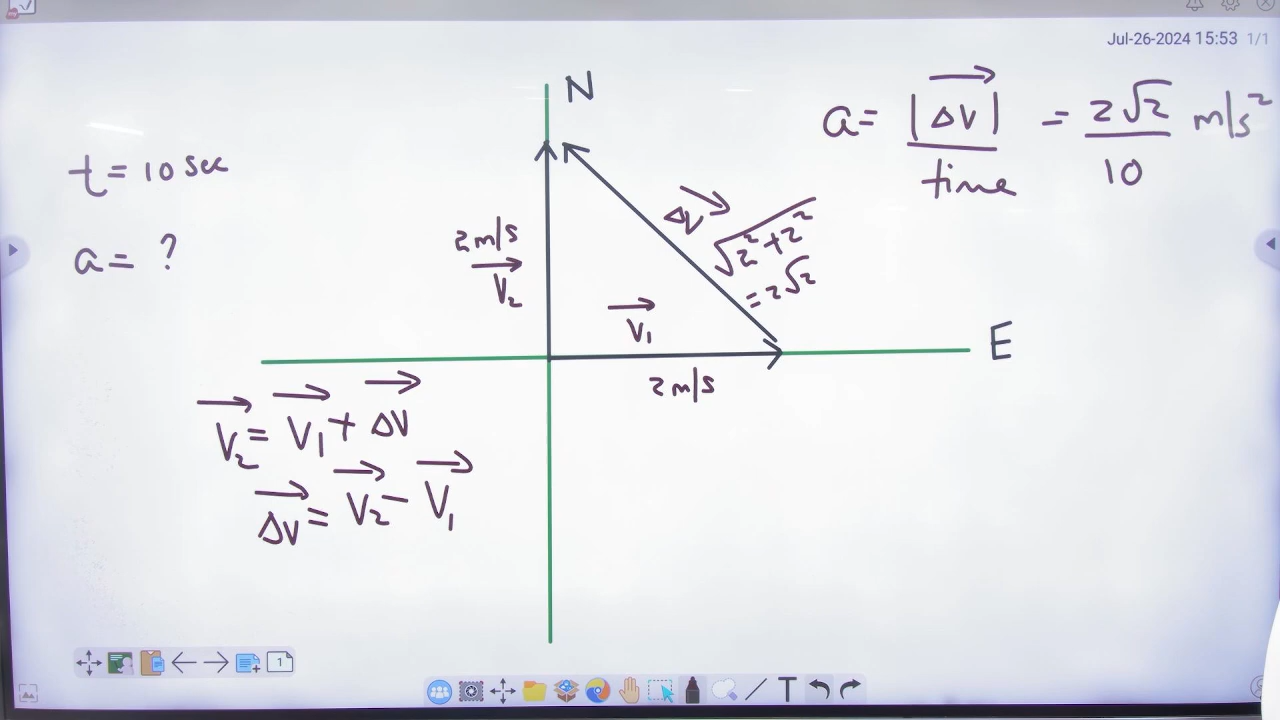 Jul-26-2024 15:53 1/1
N
a = |ΔV→| / time = 2√2 / 10 m/s²
t = 10 sec
a = ?
2m/s
V₂→
ΔV→
√2²+2²
= 2√2
V₁→
E
2m/s
V₂→ = V₁→ + ΔV→
ΔV→ = V₂→ − V₁→
1
T